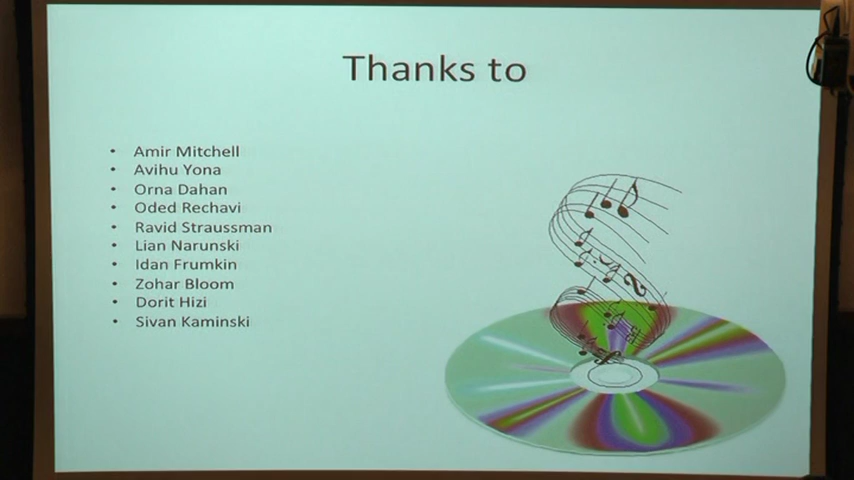 Thanks to
• Amir Mitchell
• Avihu Yona
• Orna Dahan
• Oded Rechavi
• Ravid Straussman
• Lian Narunski
• Idan Frumkin
• Zohar Bloom
• Dorit Hizi
• Sivan Kaminski